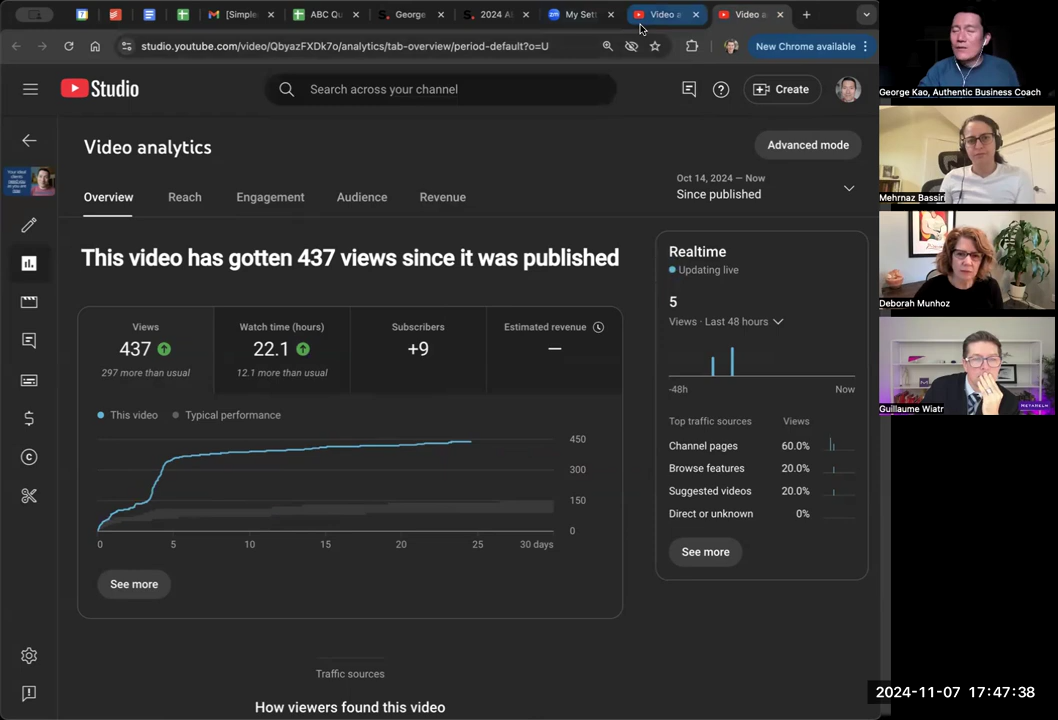 [Simple
ABC Qu
George
2024 A
My Set
Video a
Video a
studio.youtube.com/video/QbyazFXDk7o/analytics/tab-overview/period-default?o=U
New Chrome available
Studio
Search across your channel
Create
Video analytics
Advanced mode
Overview
Reach
Engagement
Audience
Revenue
Oct 14, 2024 — Now
Since published
This video has gotten 437 views since it was published
Views
437
297 more than usual
Watch time (hours)
22.1
12.1 more than usual
Subscribers
+9
Estimated revenue
—
This video
Typical performance
450
300
150
0
0
5
10
15
20
25
30 days
See more
Realtime
Updating live
5
Views · Last 48 hours
-48h
Now
Top traffic sources
Views
Channel pages
60.0%
Browse features
20.0%
Suggested videos
20.0%
Direct or unknown
0%
See more
Traffic sources
How viewers found this video
George Kao, Authentic Business Coach
Mehrnaz Bassiri
Deborah Munhoz
METAHELM
Guillaume Wiatr
2024-11-07 17:47:38